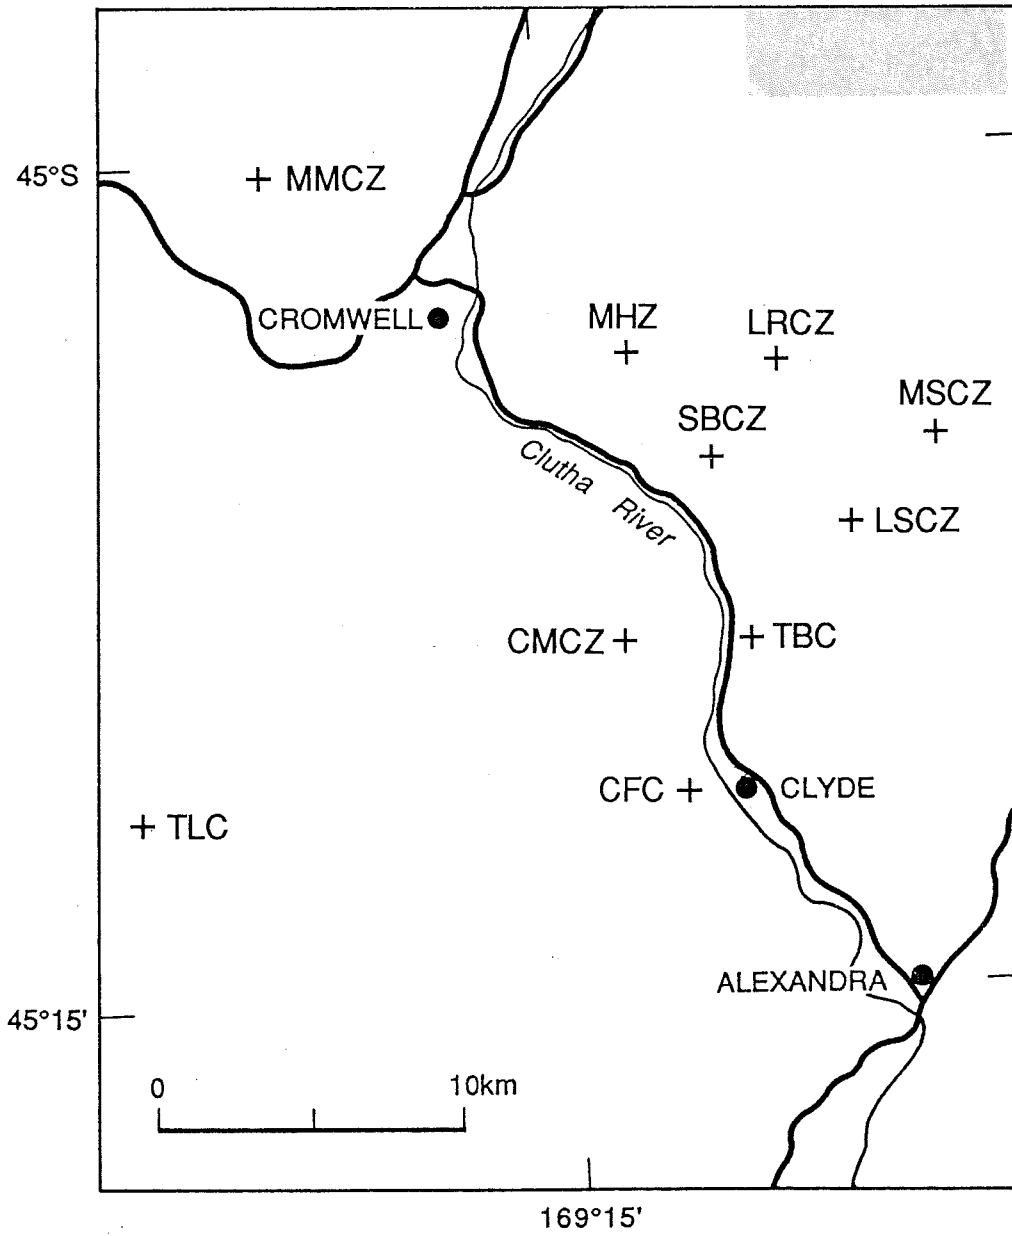 45°S
MMCZ
CROMWELL
MHZ
LRCZ
MSCZ
SBCZ
Clutha River
LSCZ
CMCZ
TBC
CFC
CLYDE
TLC
ALEXANDRA
45°15'
0 10km
169°15'